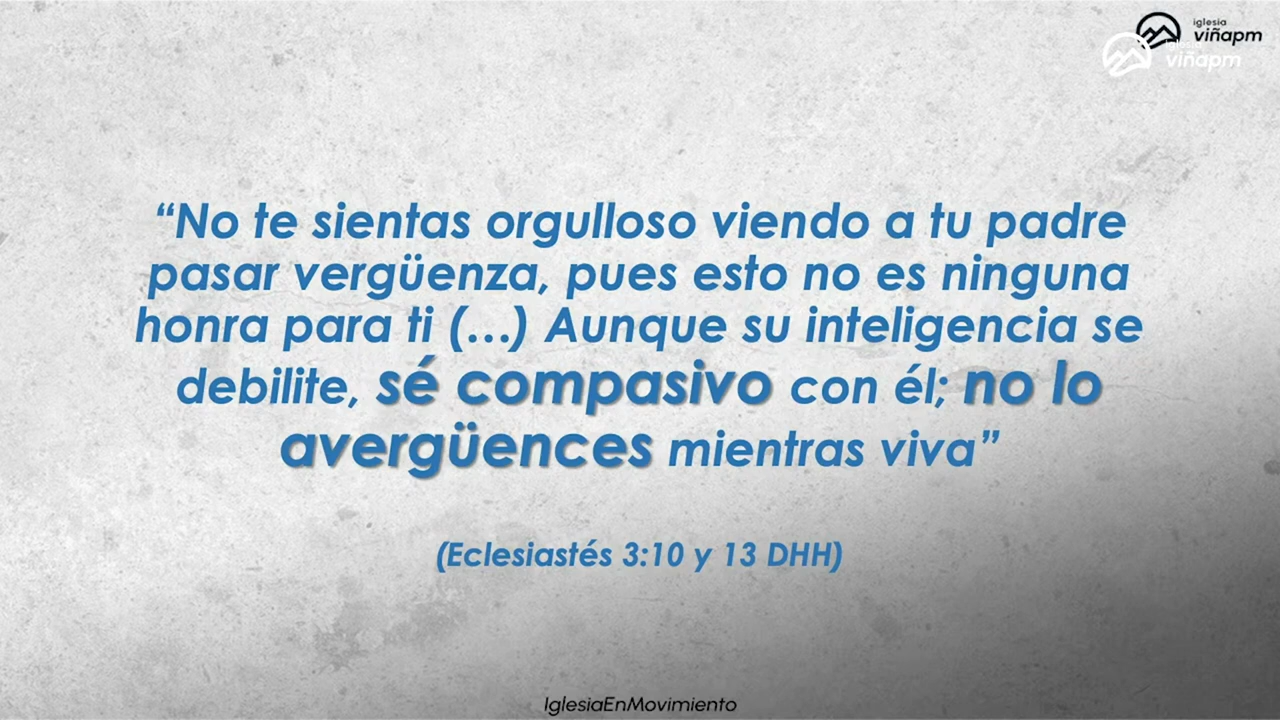 iglesia
viñapm
iglesia
viñapm
“No te sientas orgulloso viendo a tu padre
pasar vergüenza, pues esto no es ninguna
honra para ti (...) Aunque su inteligencia se
debilite, sé compasivo con él; no lo
avergüences mientras viva”
(Eclesiastés 3:10 y 13 DHH)
IglesiaEnMovimiento